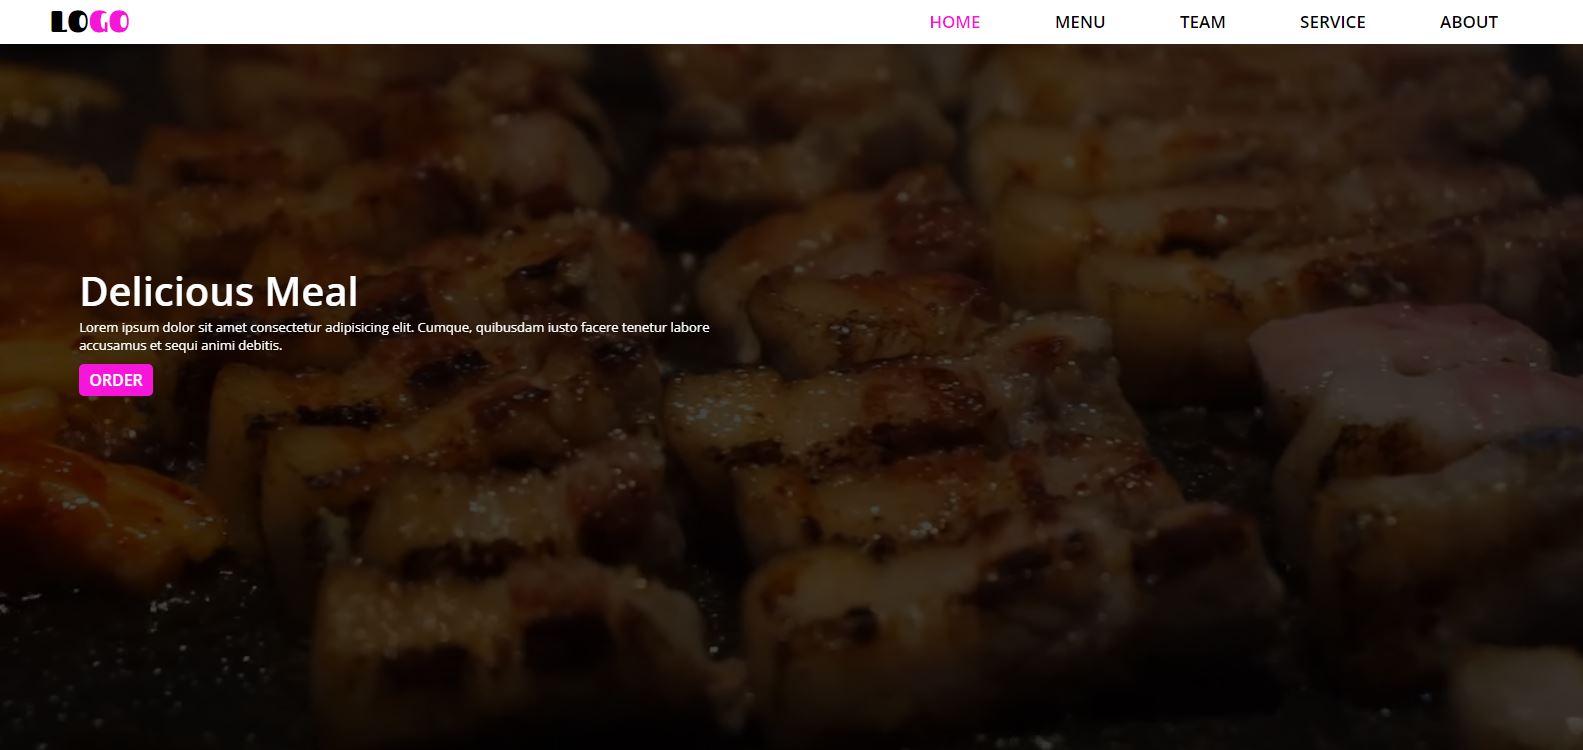 LOGO HOME MENU TEAM SERVICE ABOUT
Delicious Meal
Lorem ipsum dolor sit amet consectetur adipisicing elit. Cumque, quibusdam iusto facere tenetur labore
accusamus et sequi animi debitis.
ORDER